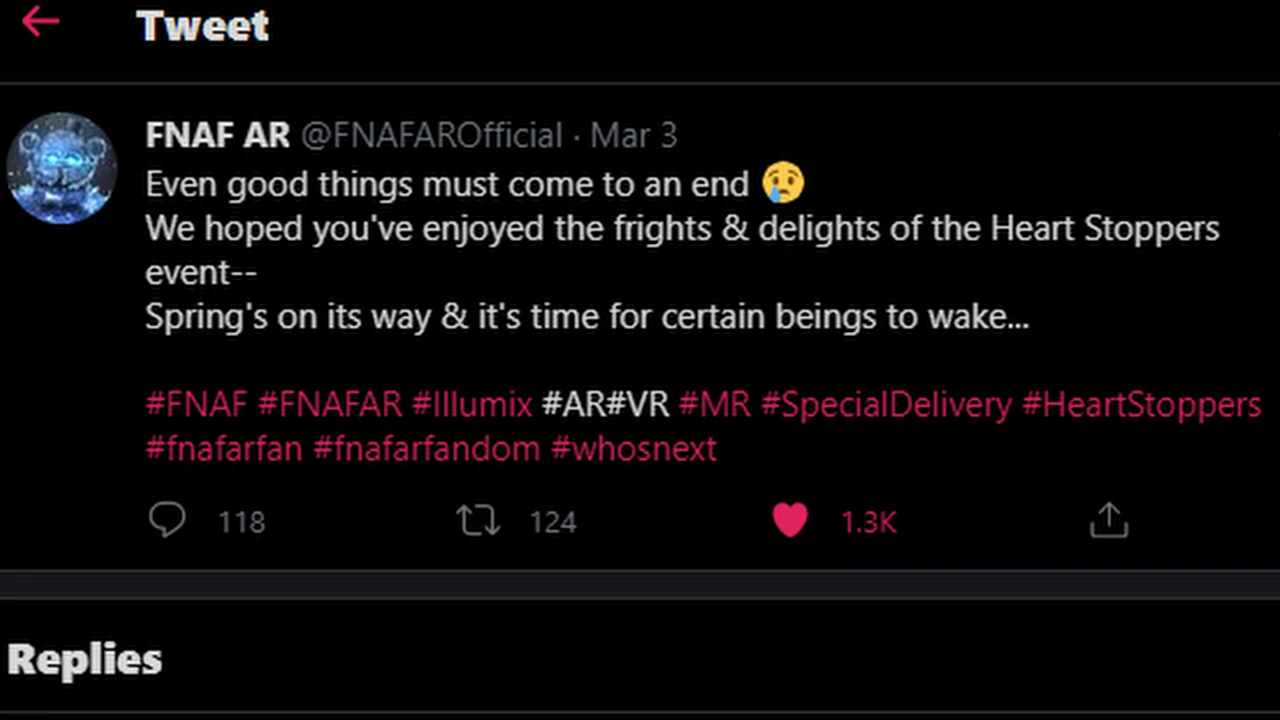 Tweet
FNAF AR @FNAFAROfficial · Mar 3
Even good things must come to an end 😢
We hoped you've enjoyed the frights & delights of the Heart Stoppers
event--
Spring's on its way & it's time for certain beings to wake...
#FNAF #FNAFAR #Illumix #AR#VR #MR #SpecialDelivery #HeartStoppers
#fnafarfan #fnafarfandom #whosnext
118 124 1.3K
Replies